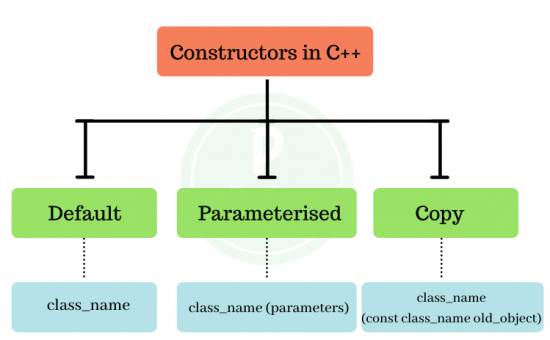 Constructors in C++
Default
Parameterised
Copy
class_name
class_name (parameters)
class_name
(const class_name old_object)